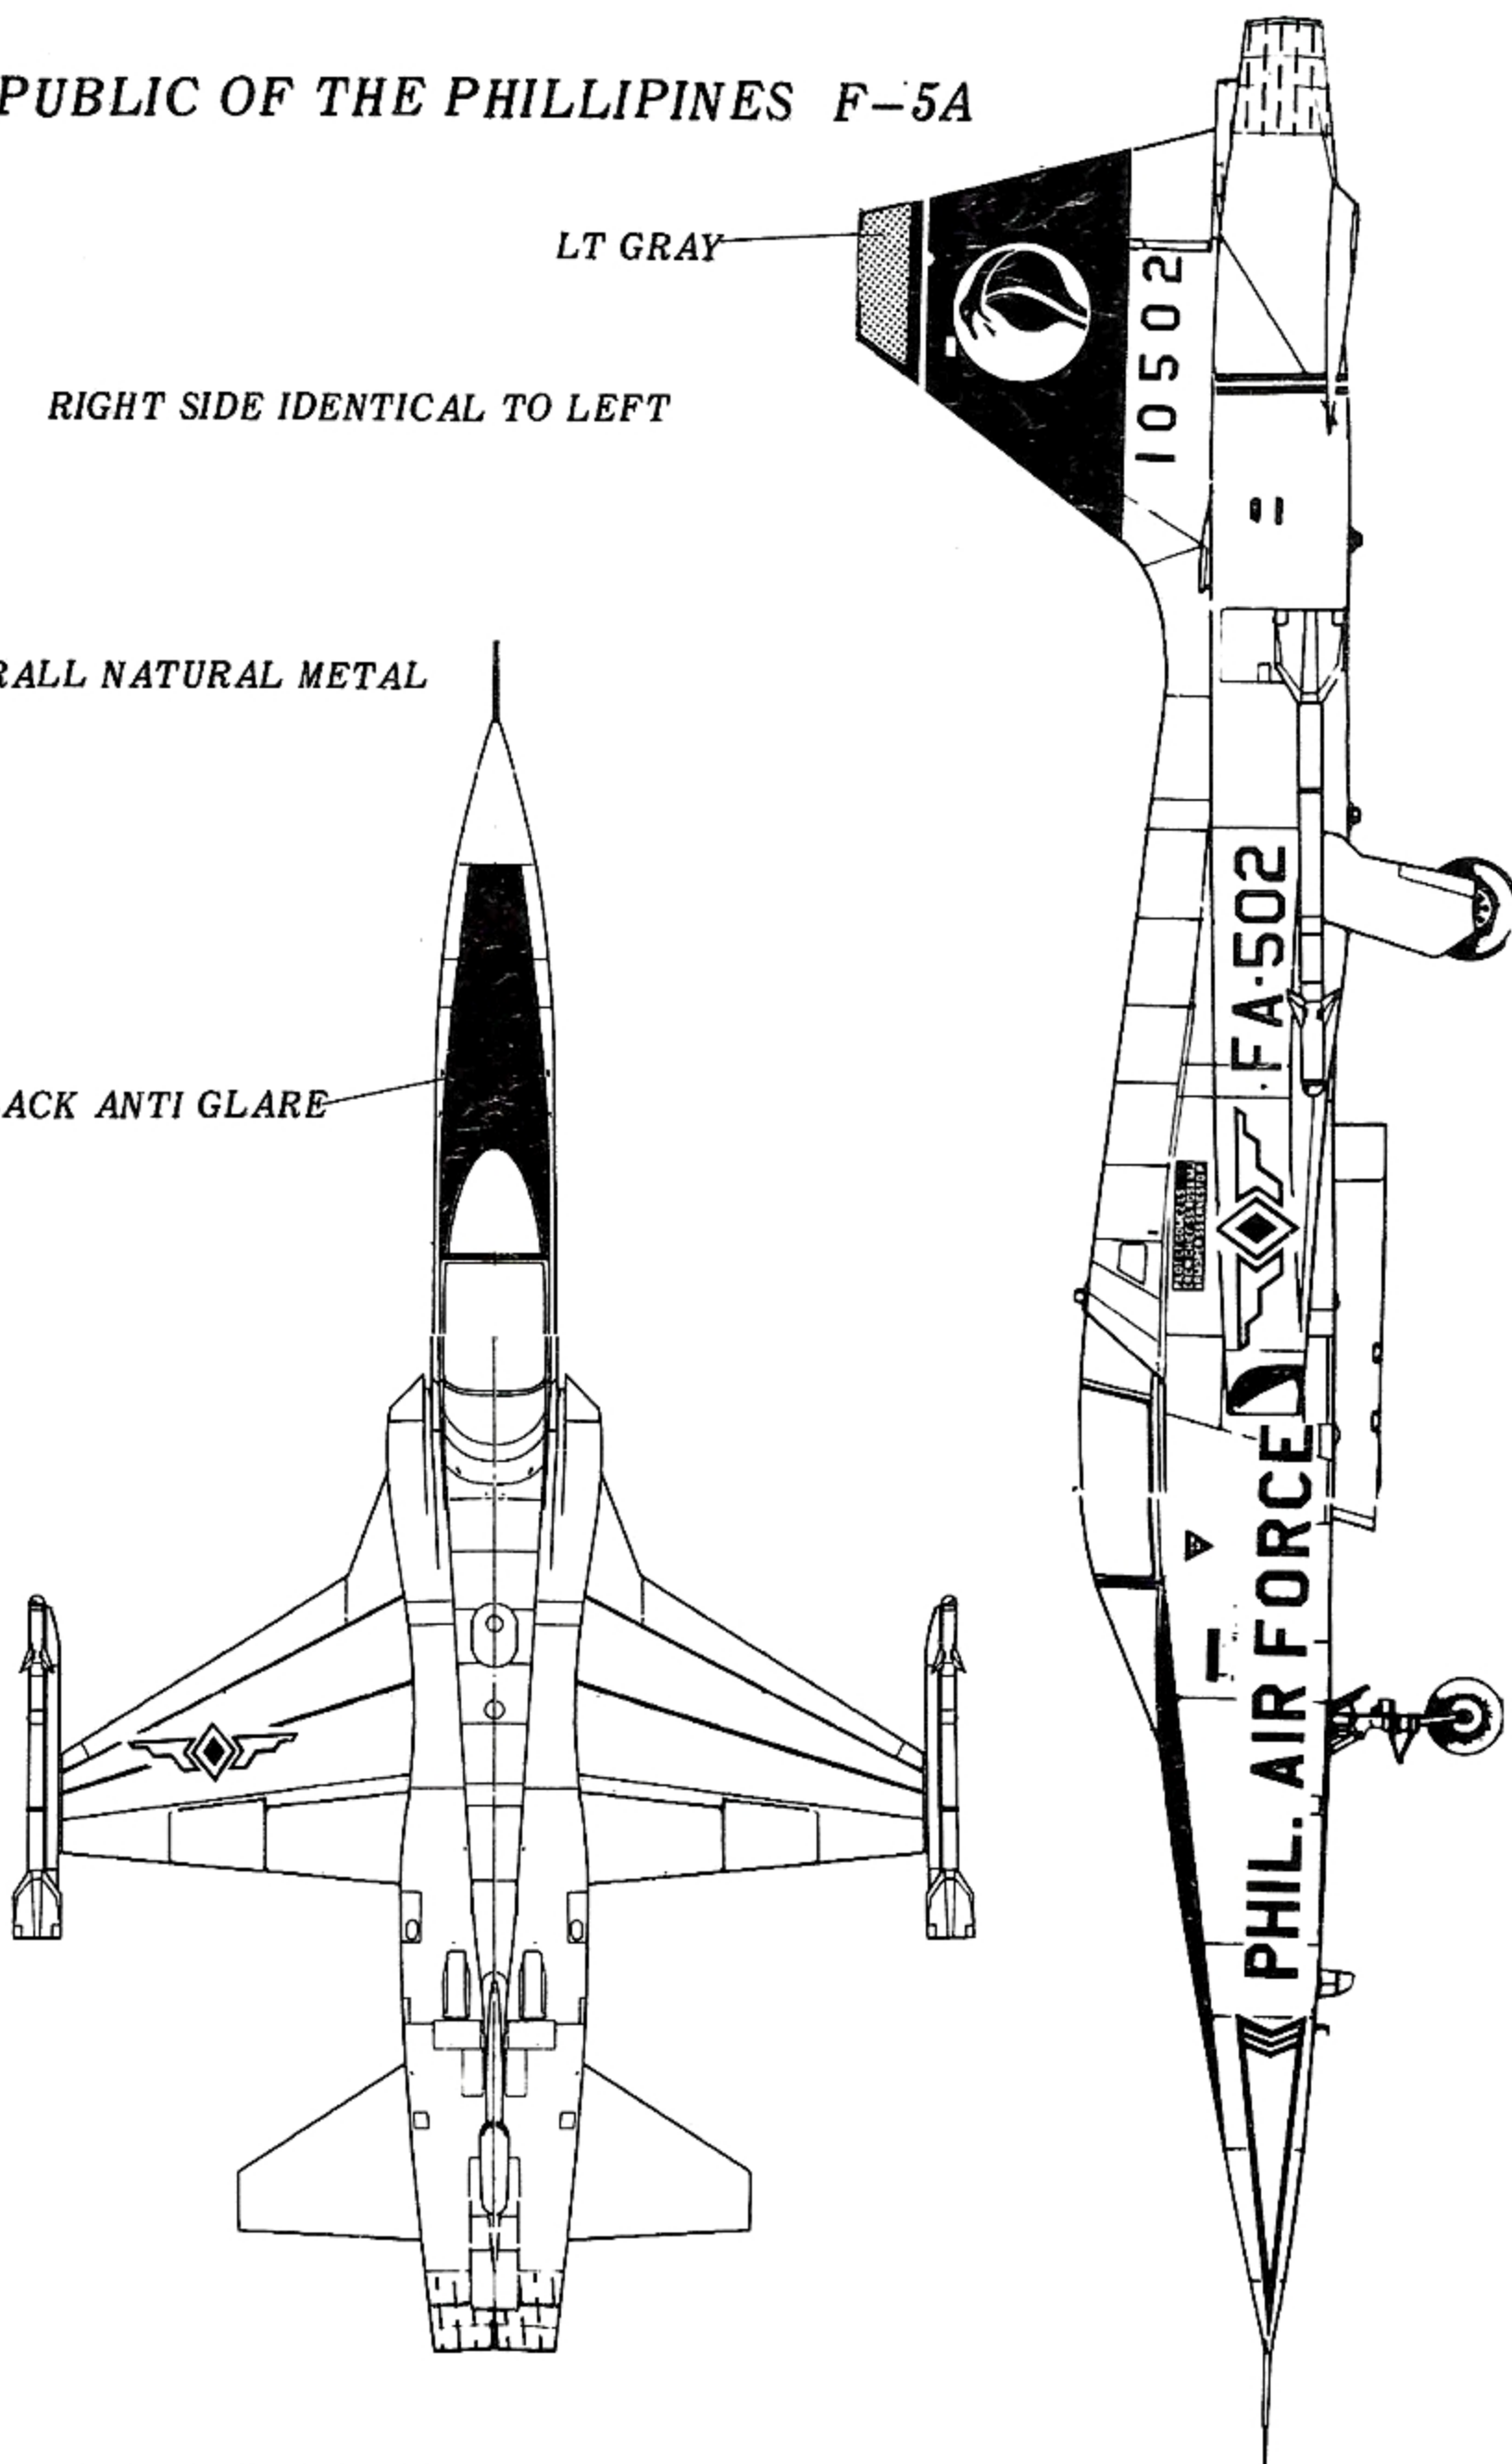 PUBLIC OF THE PHILLIPINES F-5A
LT GRAY
RIGHT SIDE IDENTICAL TO LEFT
RALL NATURAL METAL
ACK ANTI GLARE
10502
FA·502
PHIL. AIR FORCE